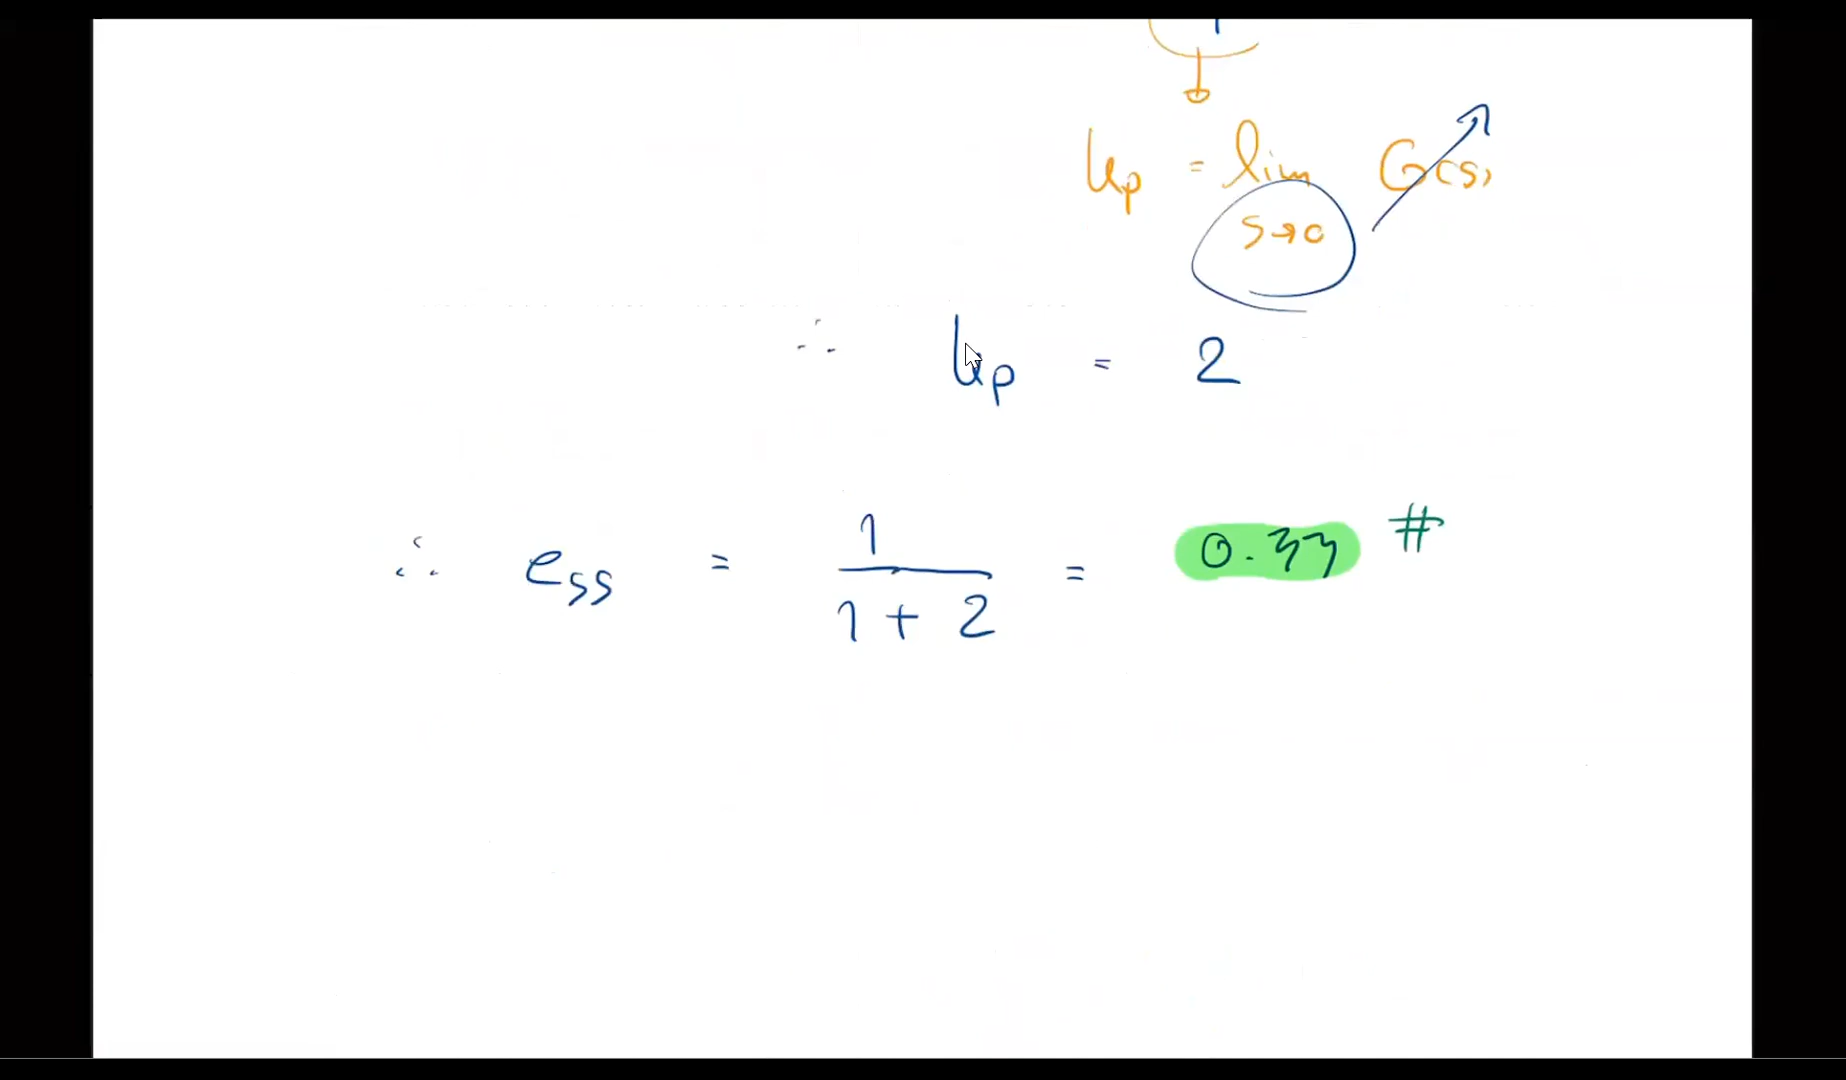 Kp = lim G(s)
s→0
∴ Kp = 2
∴ ess = 1 / (1 + 2) = 0.33 #